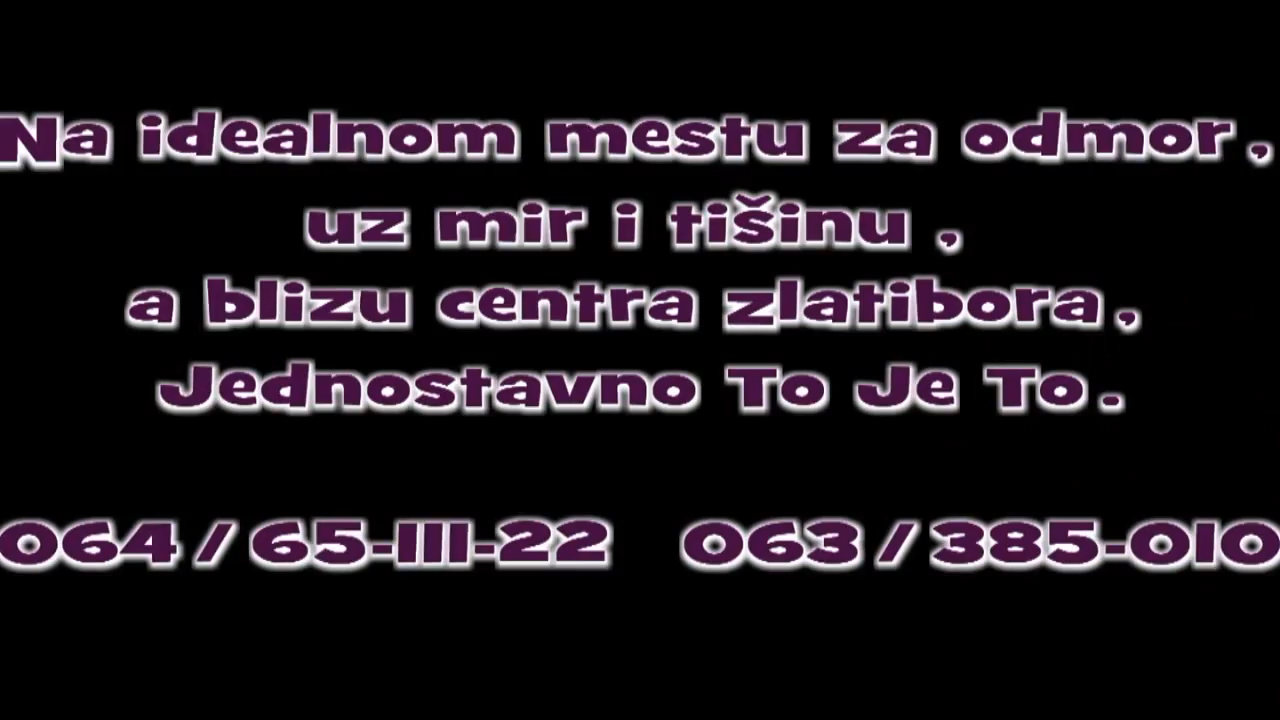 Na idealnom mestu za odmor,
uz mir i tišinu ,
a blizu centra zlatibora,
Jednostavno To Je To.
064/65-111-22 063/385-010